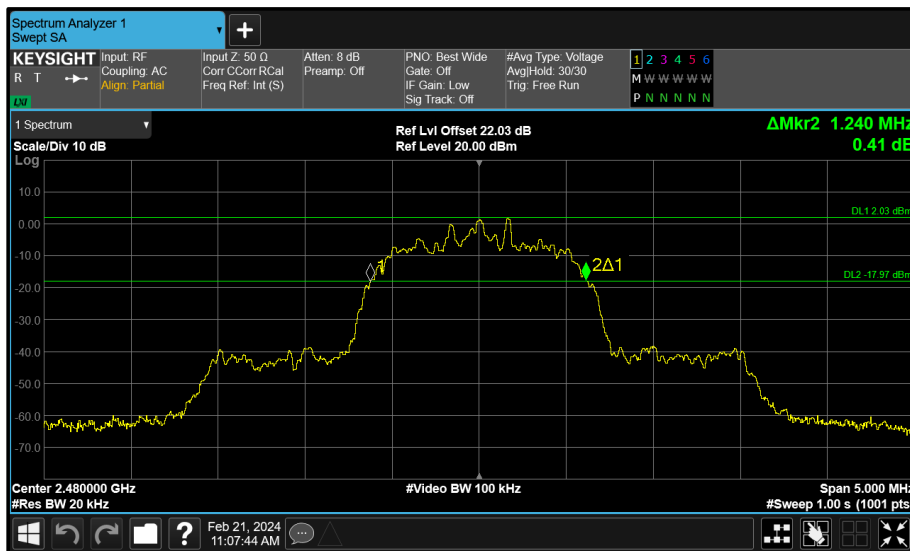 Spectrum Analyzer 1
Swept SA
KEYSIGHT
R T
LXI
Input: RF
Coupling: AC
Align: Partial
Input Z: 50 Ω
Corr CCorr RCal
Freq Ref: Int (S)
Atten: 8 dB
Preamp: Off
PNO: Best Wide
Gate: Off
IF Gain: Low
Sig Track: Off
#Avg Type: Voltage
Avg|Hold: 30/30
Trig: Free Run
1 2 3 4 5 6
M W W W W W
P N N N N N
1 Spectrum
Scale/Div 10 dB
Log
Ref Lvl Offset 22.03 dB
Ref Level 20.00 dBm
ΔMkr2 1.240 MHz
0.41 dB
10.0
0.00
-10.0
-20.0
-30.0
-40.0
-50.0
-60.0
-70.0
DL1 2.03 dBm
DL2 -17.97 dBm
1
2Δ1
Center 2.480000 GHz
#Res BW 20 kHz
#Video BW 100 kHz
Span 5.000 MHz
#Sweep 1.00 s (1001 pts
?
Feb 21, 2024
11:07:44 AM